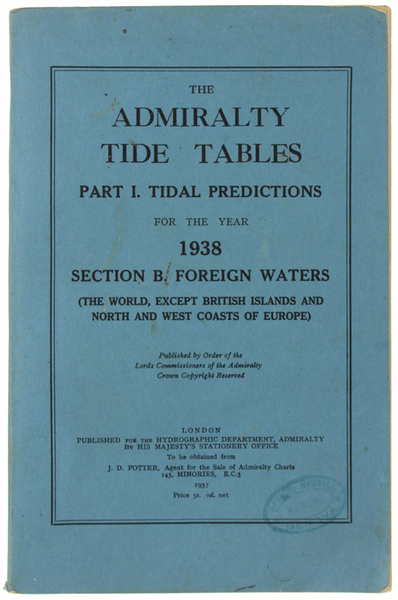 THE
ADMIRALTY
TIDE TABLES
PART I. TIDAL PREDICTIONS
FOR THE YEAR
1938
SECTION B. FOREIGN WATERS
(THE WORLD, EXCEPT BRITISH ISLANDS AND
NORTH AND WEST COASTS OF EUROPE)
Published by Order of the
Lords Commissioners of the Admiralty
Crown Copyright Reserved
LONDON
PUBLISHED FOR THE HYDROGRAPHIC DEPARTMENT, ADMIRALTY
BY HIS MAJESTY'S STATIONERY OFFICE
To be obtained from
J. D. POTTER, Agent for the Sale of Admiralty Charts
145, MINORIES, E.C.3
1937
Price 5s. 0d. net